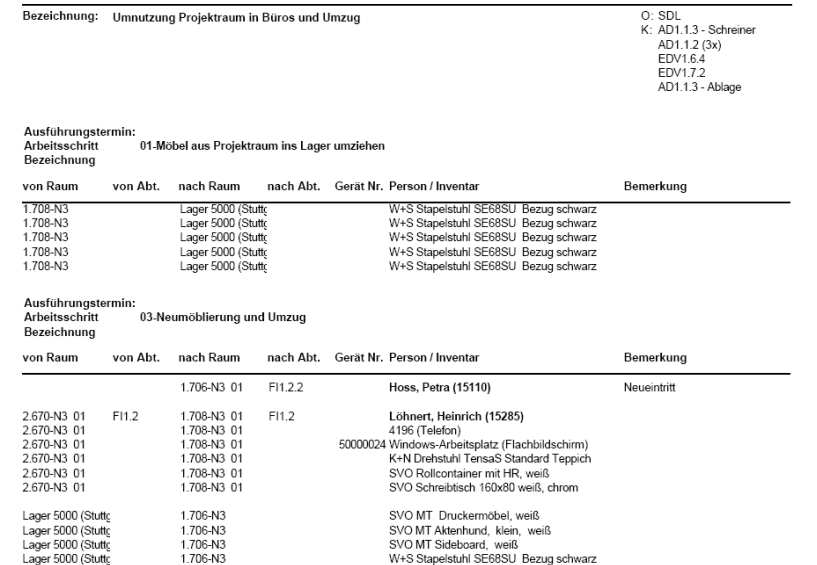 Bezeichnung: Umnutzung Projektraum in Büros und Umzug
O: SDL
K: AD1.1.3 - Schreiner
AD1.1.2 (3x)
EDV1.6.4
EDV1.7.2
AD1.1.3 - Ablage
Ausführungstermin:
Arbeitsschritt 01-Möbel aus Projektraum ins Lager umziehen
Bezeichnung
von Raum von Abt. nach Raum nach Abt. Gerät Nr. Person / Inventar Bemerkung
1.708-N3 Lager 5000 (Stuttg W+S Stapelstuhl SE68SU Bezug schwarz
1.708-N3 Lager 5000 (Stuttg W+S Stapelstuhl SE68SU Bezug schwarz
1.708-N3 Lager 5000 (Stuttg W+S Stapelstuhl SE68SU Bezug schwarz
1.708-N3 Lager 5000 (Stuttg W+S Stapelstuhl SE68SU Bezug schwarz
1.708-N3 Lager 5000 (Stuttg W+S Stapelstuhl SE68SU Bezug schwarz
Ausführungstermin:
Arbeitsschritt 03-Neumöblierung und Umzug
Bezeichnung
von Raum von Abt. nach Raum nach Abt. Gerät Nr. Person / Inventar Bemerkung
1.706-N3 01 FI1.2.2 Hoss, Petra (15110) Neueintritt
2.670-N3 01 FI1.2 1.708-N3 01 FI1.2 Löhnert, Heinrich (15285)
2.670-N3 01 1.708-N3 01 4196 (Telefon)
2.670-N3 01 1.708-N3 01 50000024 Windows-Arbeitsplatz (Flachbildschirm)
2.670-N3 01 1.708-N3 01 K+N Drehstuhl TensaS Standard Teppich
2.670-N3 01 1.708-N3 01 SVO Rollcontainer mit HR, weiß
2.670-N3 01 1.708-N3 01 SVO Schreibtisch 160x80 weiß, chrom
Lager 5000 (Stuttg 1.706-N3 SVO MT Druckermöbel, weiß
Lager 5000 (Stuttg 1.706-N3 SVO MT Aktenhund, klein, weiß
Lager 5000 (Stuttg 1.706-N3 SVO MT Sideboard, weiß
Lager 5000 (Stuttg 1.706-N3 W+S Stapelstuhl SE68SU Bezug schwarz